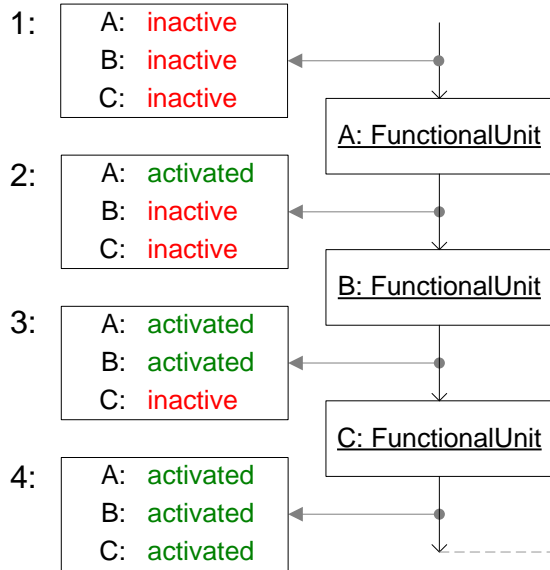 1:
A: inactive
B: inactive
C: inactive
A: FunctionalUnit
2:
A: activated
B: inactive
C: inactive
B: FunctionalUnit
3:
A: activated
B: activated
C: inactive
C: FunctionalUnit
4:
A: activated
B: activated
C: activated